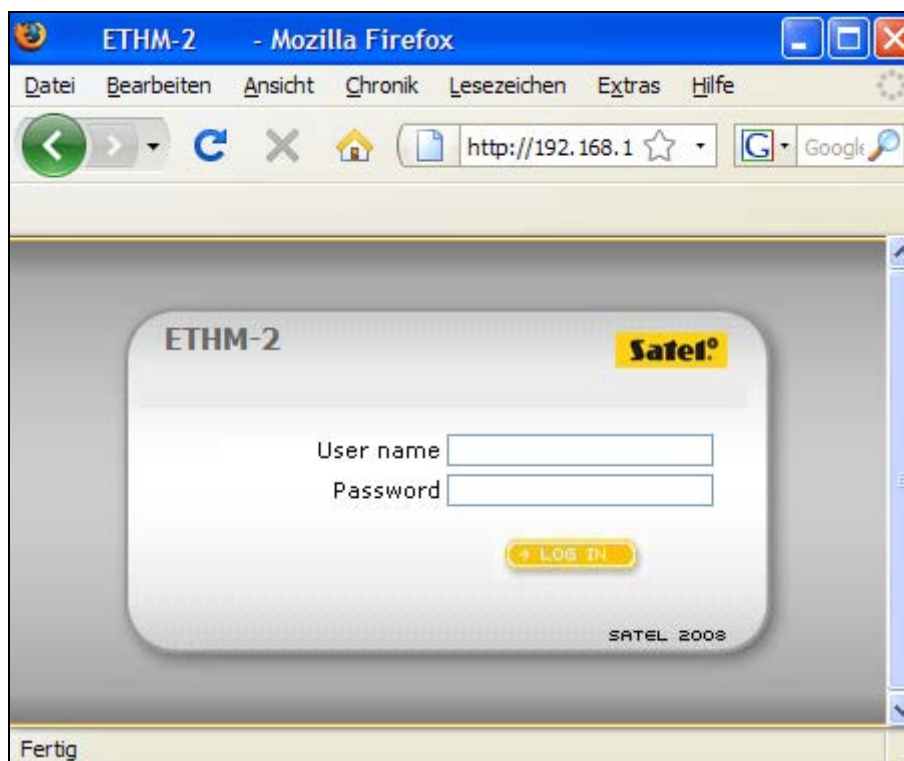 ETHM-2 - Mozilla Firefox
Datei Bearbeiten Ansicht Chronik Lesezeichen Extras Hilfe
http://192.168.1 G Google
ETHM-2
Satel
User name
Password
LOG IN
SATEL 2008
Fertig